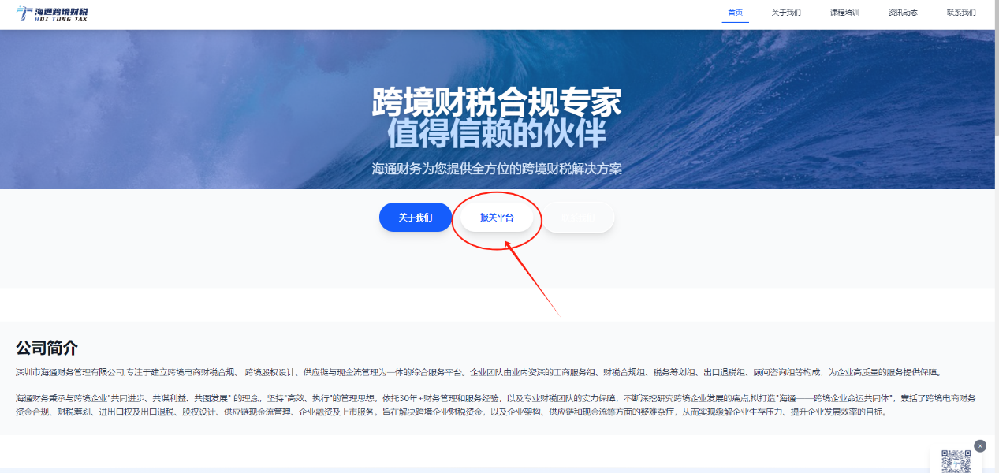 海通跨境财税
HOI TUNG TAX
首页
关于我们
课程培训
资讯动态
联系我们
跨境财税合规专家
值得信赖的伙伴
海通财务为您提供全方位的跨境财税解决方案
关于我们
报关平台
公司简介
深圳市海通财务管理有限公司,专注于建立跨境电商财税合规、 跨境股权设计、供应链与现金流管理为一体的综合服务平台。企业团队由业内资深的工商服务组、财税合规组、税务筹划组、出口退税组、顾问咨询组等构成，为企业高质量的服务提供保障。
海通财务秉承与跨境企业"共同进步、共谋利益、共图发展" 的理念，坚持"高效、执行"的管理思想，依托30年+财务管理和服务经验，以及专业财税团队的实力保障，不断深挖研究跨境企业发展的痛点,拟打造"海通——跨境企业命运共同体"，囊括了跨境电商财务
资金合规、财税筹划、进出口权及出口退税、股权设计、供应链现金流管理、企业融资及上市服务。旨在解决跨境企业财税资金，以及企业架构、供应链和现金流等方面的疑难杂症，从而实现缓解企业生存压力、提升企业发展效率的目标。